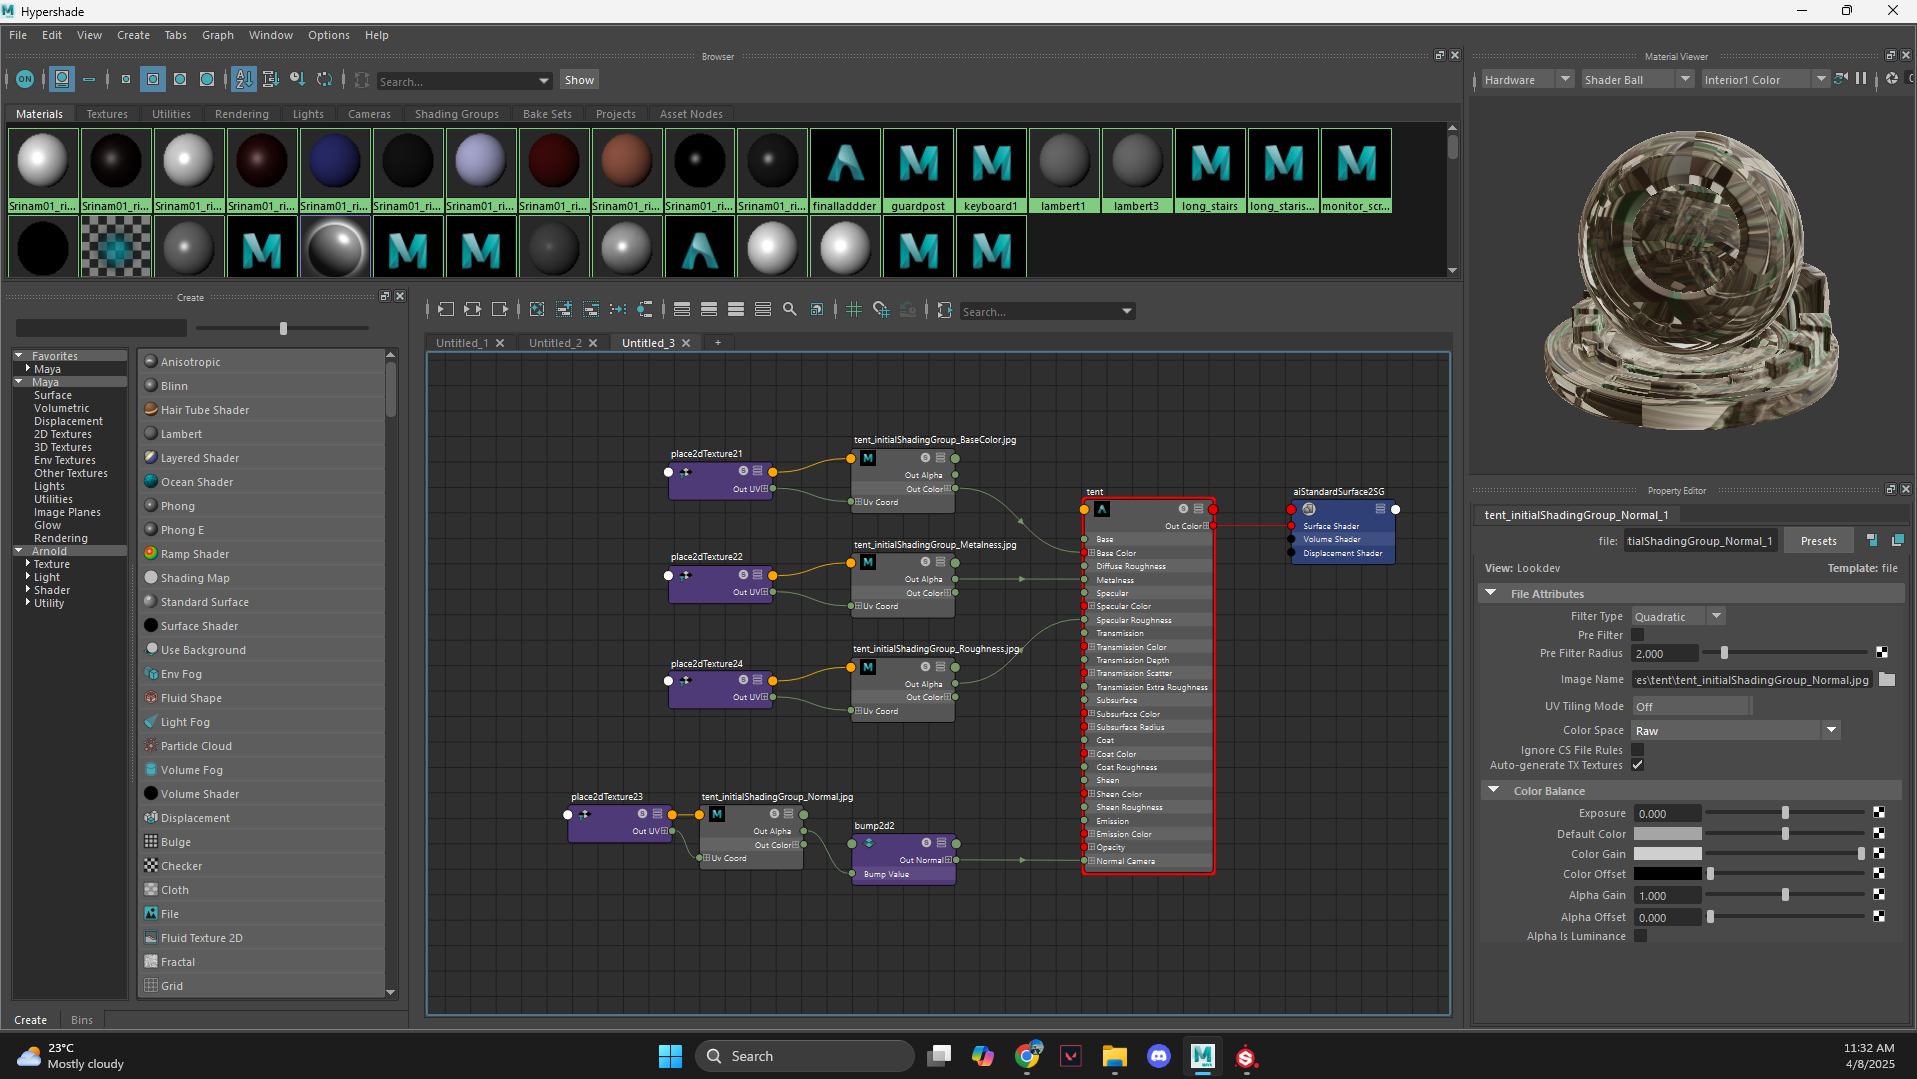 Hypershade
File Edit View Create Tabs Graph Window Options Help
Browser
ON Search... Show
Materials Textures Utilities Rendering Lights Cameras Shading Groups Bake Sets Projects Asset Nodes
Srinam01_ri... Srinam01_ri... Srinam01_ri... Srinam01_ri... Srinam01_ri... Srinam01_ri... Srinam01_ri... Srinam01_ri... Srinam01_ri... Srinam01_ri... Srinam01_ri... finalladdder guardpost keyboard1 lambert1 lambert3 long_stairs long_staris... monitor_scr...
Create
Favorites
Maya
Maya
Surface
Volumetric
Displacement
2D Textures
3D Textures
Env Textures
Other Textures
Lights
Utilities
Image Planes
Glow
Rendering
Arnold
Texture
Light
Shader
Utility
Anisotropic
Blinn
Hair Tube Shader
Lambert
Layered Shader
Ocean Shader
Phong
Phong E
Ramp Shader
Shading Map
Standard Surface
Surface Shader
Use Background
Env Fog
Fluid Shape
Light Fog
Particle Cloud
Volume Fog
Volume Shader
Displacement
Bulge
Checker
Cloth
File
Fluid Texture 2D
Fractal
Grid
Create Bins
Search...
Untitled_1 Untitled_2 Untitled_3 +
place2dTexture21
Out UV
tent_initialShadingGroup_BaseColor.jpg
Out Alpha
Out Color
Uv Coord
place2dTexture22
Out UV
tent_initialShadingGroup_Metalness.jpg
Out Alpha
Out Color
Uv Coord
place2dTexture24
Out UV
tent_initialShadingGroup_Roughness.jpg
Out Alpha
Out Color
Uv Coord
place2dTexture23
Out UV
tent_initialShadingGroup_Normal.jpg
Out Alpha
Out Color
Uv Coord
bump2d2
Out Normal
Bump Value
tent
Out Color
Base
Base Color
Diffuse Roughness
Metalness
Specular
Specular Color
Specular Roughness
Transmission
Transmission Color
Transmission Depth
Transmission Scatter
Transmission Extra Roughness
Subsurface
Subsurface Color
Subsurface Radius
Coat
Coat Color
Coat Roughness
Sheen
Sheen Color
Sheen Roughness
Emission
Emission Color
Opacity
Normal Camera
aiStandardSurface2SG
Surface Shader
Volume Shader
Displacement Shader
Material Viewer
Hardware Shader Ball Interior1 Color
Property Editor
tent_initialShadingGroup_Normal_1
file: tialShadingGroup_Normal_1 Presets
View: Lookdev Template: file
File Attributes
Filter Type Quadratic
Pre Filter
Pre Filter Radius 2.000
Image Name es\tent\tent_initialShadingGroup_Normal.jpg
UV Tiling Mode Off
Color Space Raw
Ignore CS File Rules
Auto-generate TX Textures
Color Balance
Exposure 0.000
Default Color
Color Gain
Color Offset
Alpha Gain 1.000
Alpha Offset 0.000
Alpha Is Luminance
23°C
Mostly cloudy
Search
11:32 AM
4/8/2025